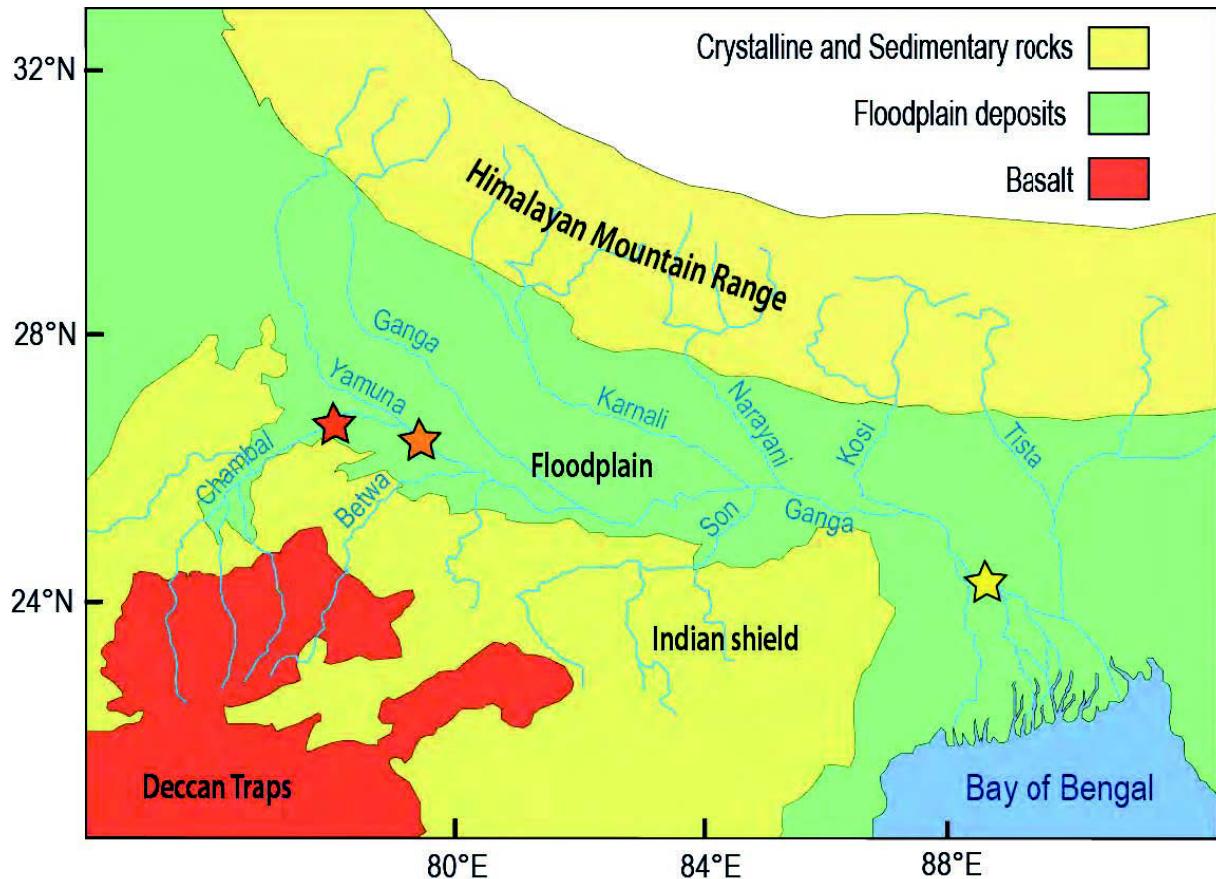 32°N
28°N
24°N
80°E
84°E
88°E
Crystalline and Sedimentary rocks
Floodplain deposits
Basalt
Himalayan Mountain Range
Ganga
Yamuna
Karnali
Narayani
Kosi
Tista
Chambal
Betwa
Floodplain
Son
Ganga
Indian shield
Deccan Traps
Bay of Bengal